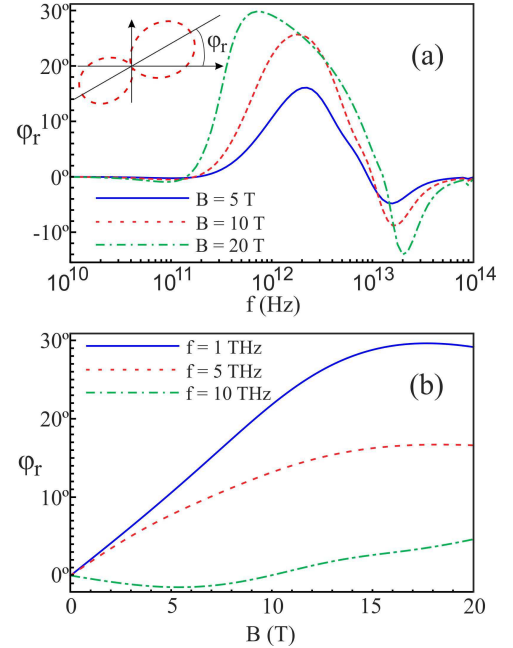 (a)
φr
30º
20º
10º
0º
-10º
φr
B = 5 T
B = 10 T
B = 20 T
10^10 10^11 10^12 10^13 10^14
f (Hz)
(b)
30º
20º
10º
0º
φr
f = 1 THz
f = 5 THz
f = 10 THz
0 5 10 15 20
B (T)